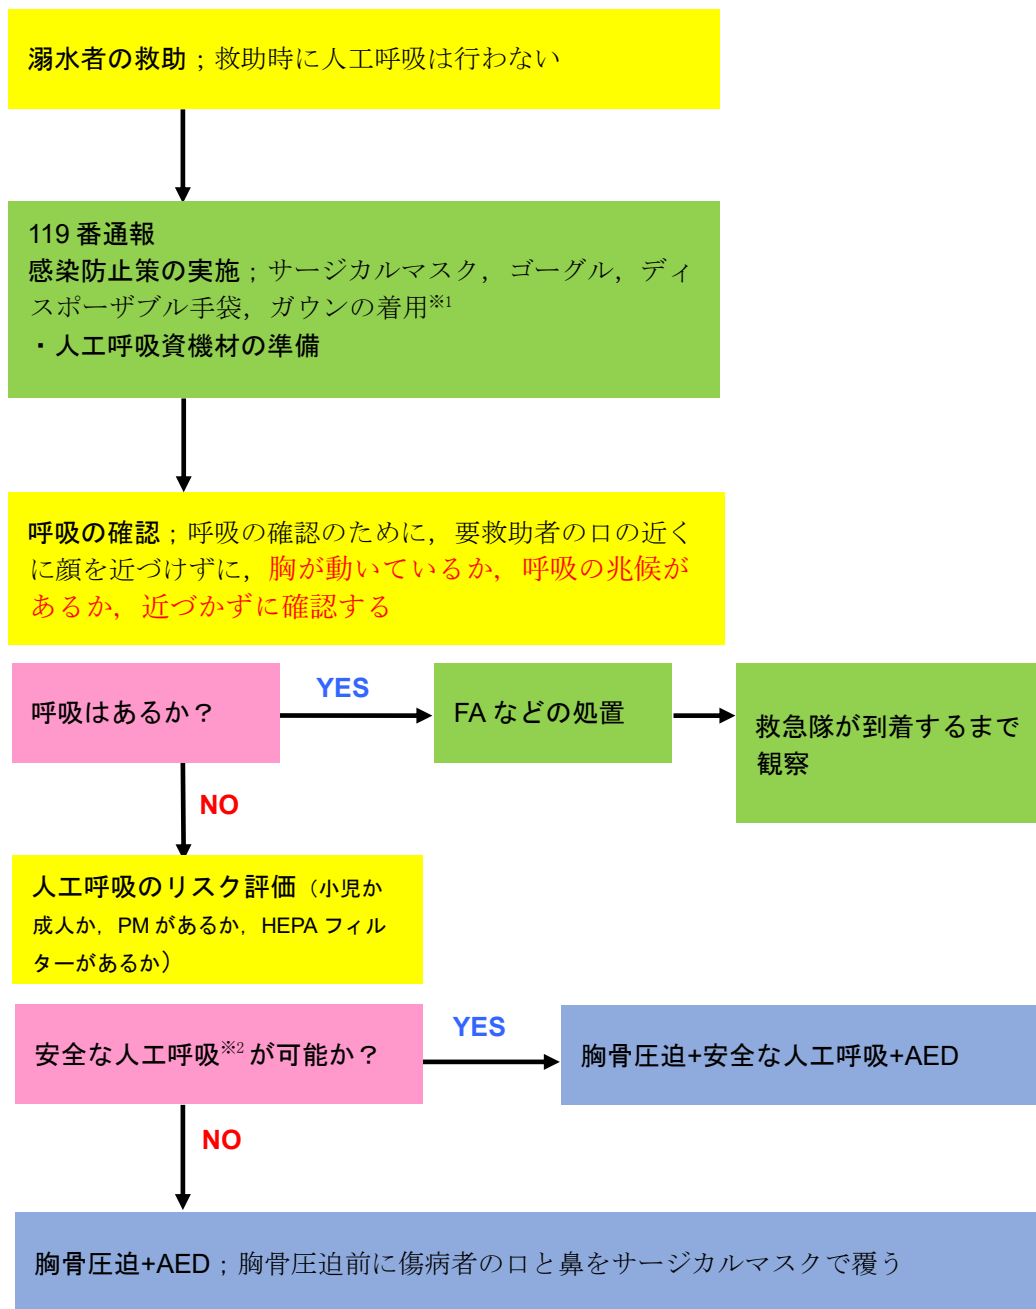 溺水者の救助；救助時に人工呼吸は行わない
119 番通報
感染防止策の実施；サージカルマスク，ゴーグル，ディ
スポーザブル手袋，ガウンの着用※1
・人工呼吸資機材の準備
呼吸の確認；呼吸の確認のために，要救助者の口の近く
に顔を近づけずに，胸が動いているか，呼吸の兆候が
あるか，近づかずに確認する
呼吸はあるか？
YES
FA などの処置
救急隊が到着するまで
観察
NO
人工呼吸のリスク評価（小児か
成人か，PM があるか，HEPA フィル
ターがあるか）
安全な人工呼吸※2 が可能か？
YES
胸骨圧迫+安全な人工呼吸+AED
NO
胸骨圧迫+AED；胸骨圧迫前に傷病者の口と鼻をサージカルマスクで覆う